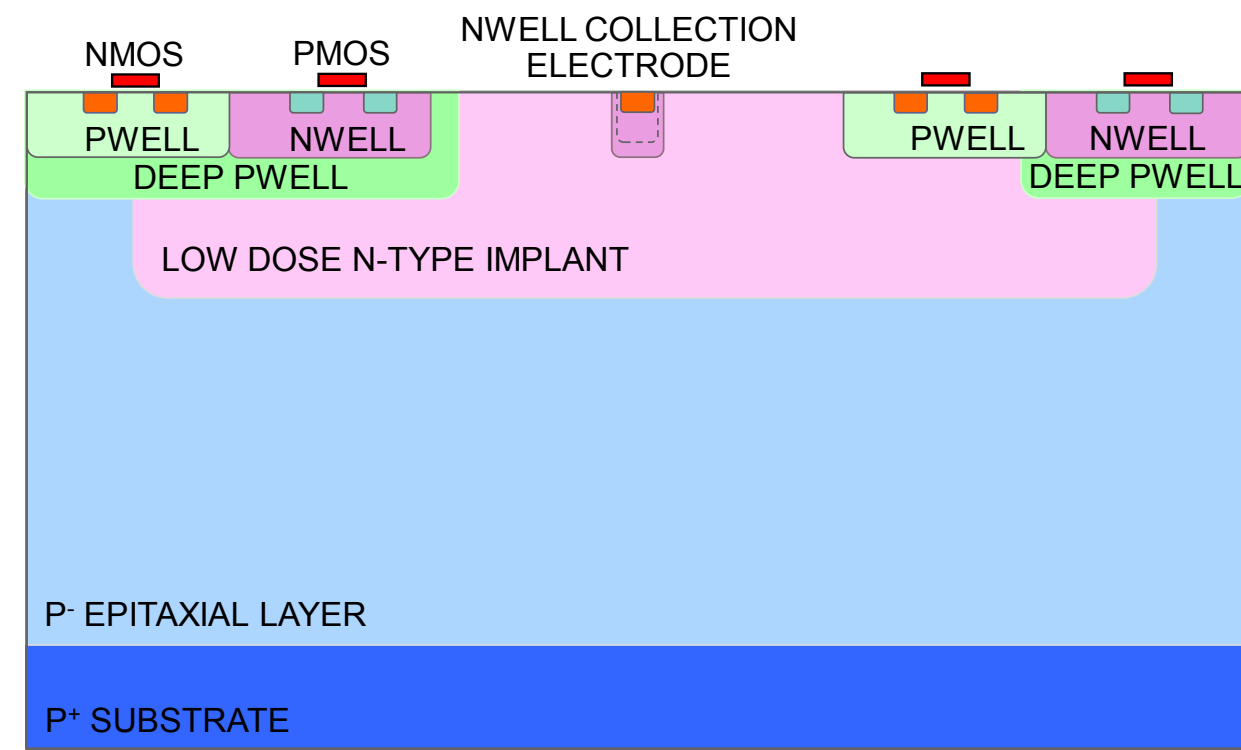 NWELL COLLECTION
ELECTRODE
NMOS
PMOS
PWELL
NWELL
PWELL
NWELL
DEEP PWELL
DEEP PWELL
LOW DOSE N-TYPE IMPLANT
P⁻ EPITAXIAL LAYER
P⁺ SUBSTRATE